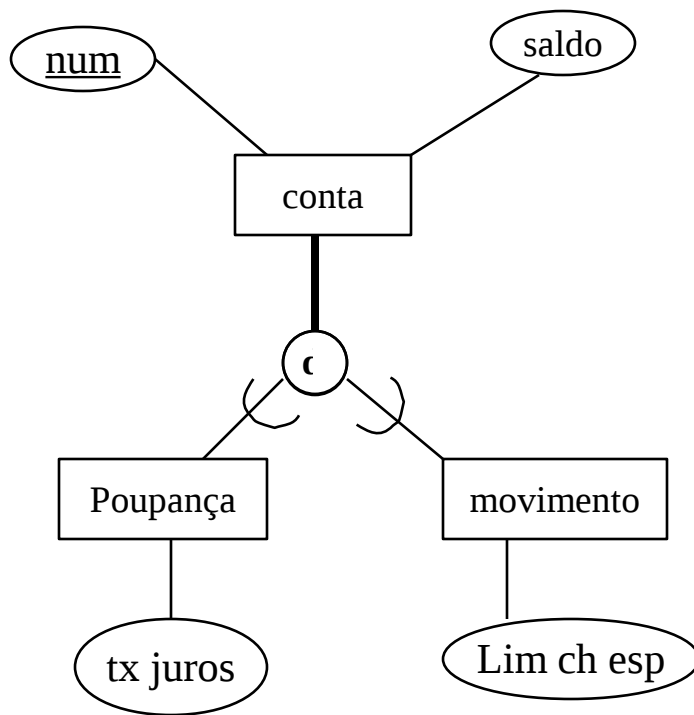 num
saldo
conta
Poupança
movimento
tx juros
Lim ch esp